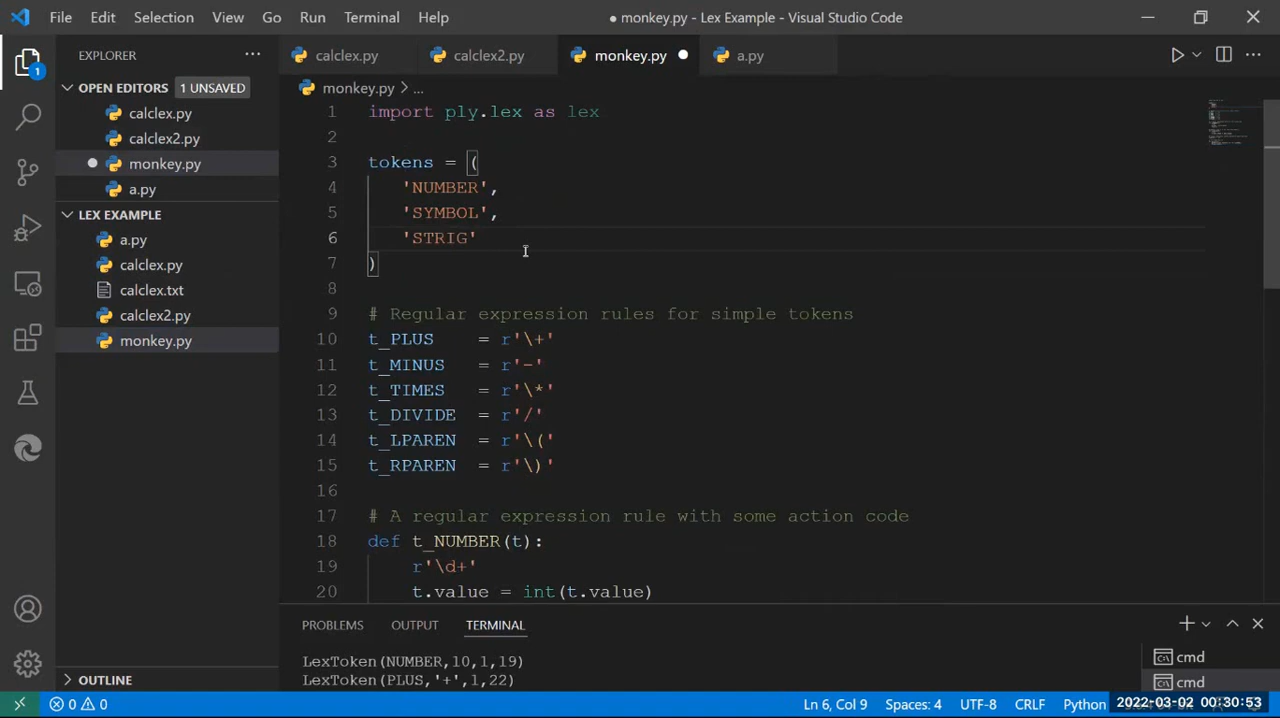 File Edit Selection View Go Run Terminal Help
● monkey.py - Lex Example - Visual Studio Code
EXPLORER
OPEN EDITORS 1 UNSAVED
calclex.py
calclex2.py
monkey.py
a.py
LEX EXAMPLE
a.py
calclex.py
calclex.txt
calclex2.py
monkey.py
OUTLINE
1
calclex.py calclex2.py monkey.py a.py
monkey.py > ...
1 import ply.lex as lex
2
3 tokens = (
4 'NUMBER',
5 'SYMBOL',
6 'STRIG'
7 )
8
9 # Regular expression rules for simple tokens
10 t_PLUS = r'\+'
11 t_MINUS = r'-'
12 t_TIMES = r'\*'
13 t_DIVIDE = r'/'
14 t_LPAREN = r'\('
15 t_RPAREN = r'\)'
16
17 # A regular expression rule with some action code
18 def t_NUMBER(t):
19 r'\d+'
20 t.value = int(t.value)
PROBLEMS OUTPUT TERMINAL
LexToken(NUMBER,10,1,19)
LexToken(PLUS,'+',1,22)
cmd
cmd
0 0 Ln 6, Col 9 Spaces: 4 UTF-8 CRLF Python 2022-03-02 00:30:53